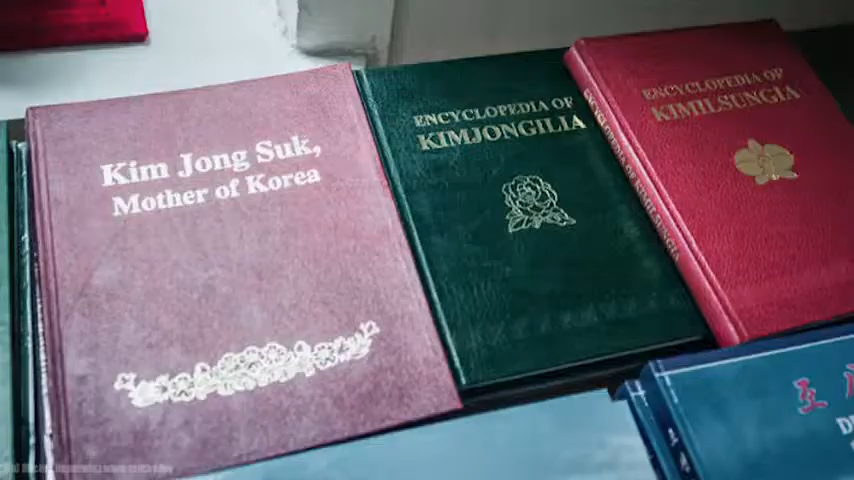 Kim Jong Suk,
Mother of Korea
ENCYCLOPEDIA OF
KIMJONGILIA
ENCYCLOPEDIA OF
KIMILSUNGIA
ENCYCLOPEDIA OF KIMILSUNGIA